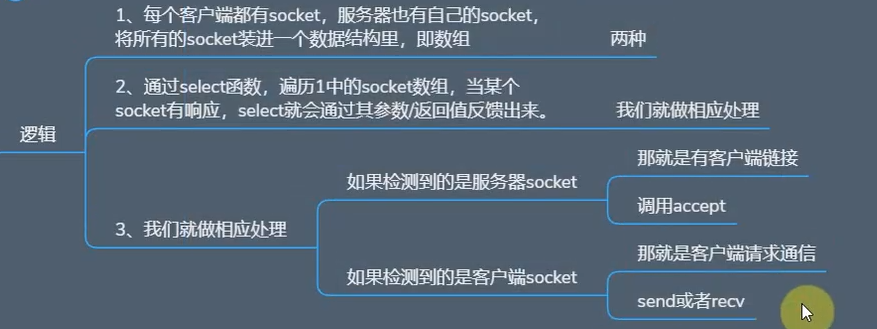 1、每个客户端都有socket，服务器也有自己的socket，
将所有的socket装进一个数据结构里，即数组
两种
2、通过select函数，遍历1中的socket数组，当某个
socket有响应，select就会通过其参数/返回值反馈出来。
我们就做相应处理
逻辑
那就是有客户端链接
如果检测到的是服务器socket
调用accept
3、我们就做相应处理
那就是客户端请求通信
如果检测到的是客户端socket
send或者recv